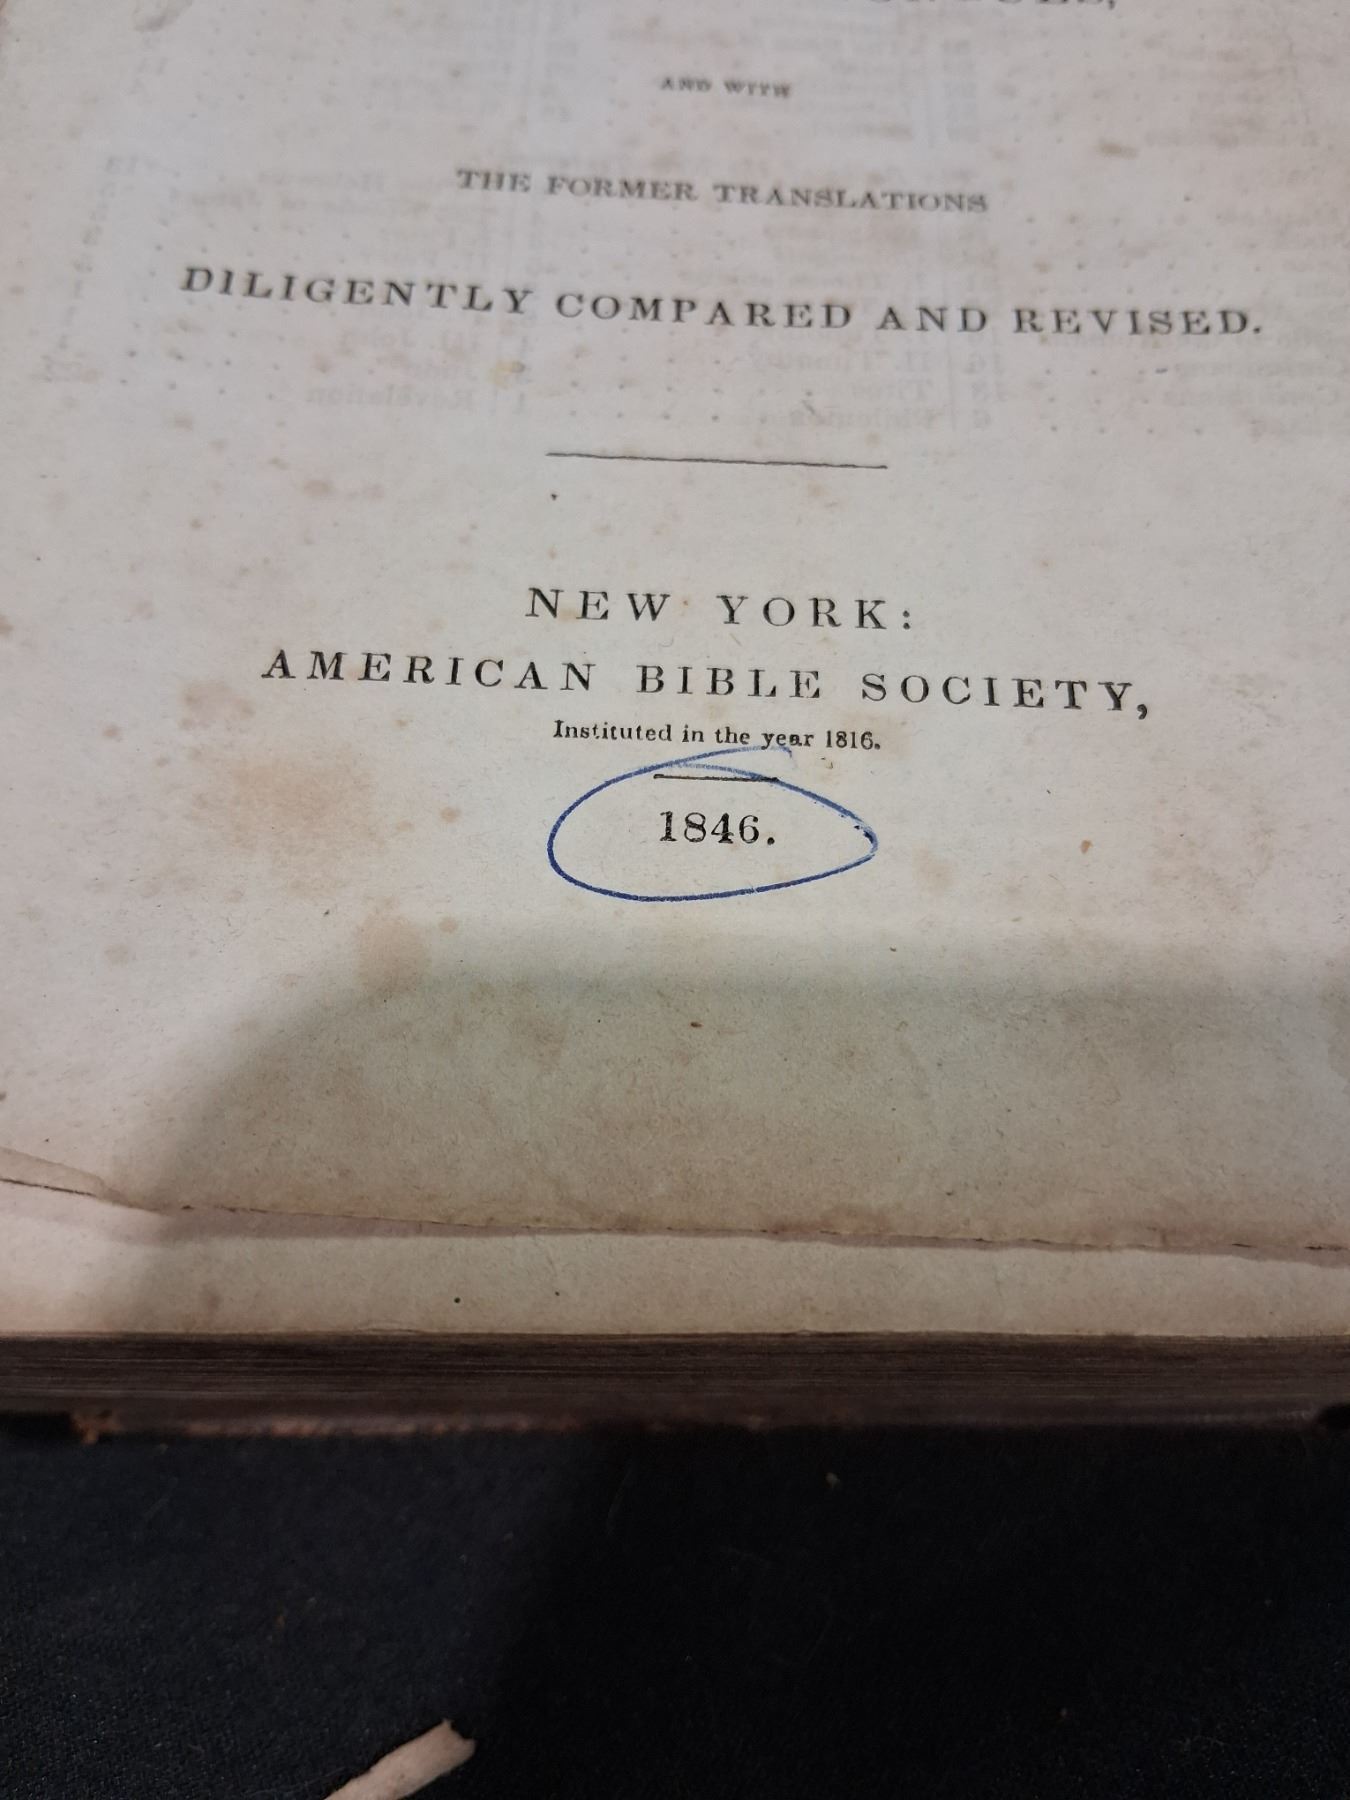 AND WITH
THE FORMER TRANSLATIONS
DILIGENTLY COMPARED AND REVISED.
NEW YORK:
AMERICAN BIBLE SOCIETY,
Instituted in the year 1816.
1846.